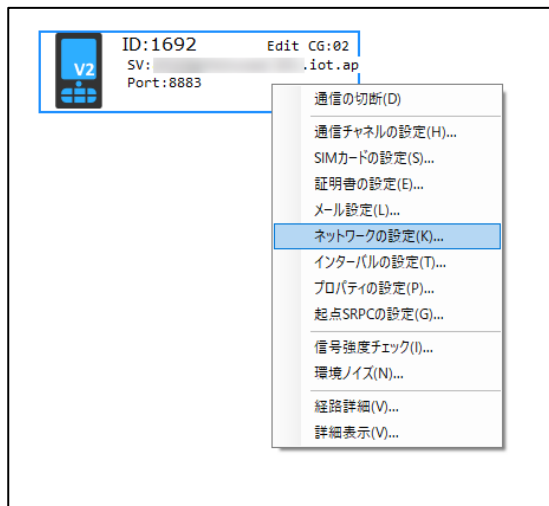 ID:1692 Edit CG:02
V2
SV: .iot.ap
Port:8883
通信の切断(D)
通信チャネルの設定(H)...
SIMカードの設定(S)...
証明書の設定(E)...
メール設定(L)...
ネットワークの設定(K)...
インターバルの設定(T)...
プロパティの設定(P)...
起点SRPCの設定(G)...
信号強度チェック(I)...
環境ノイズ(N)...
経路詳細(V)...
詳細表示(V)...